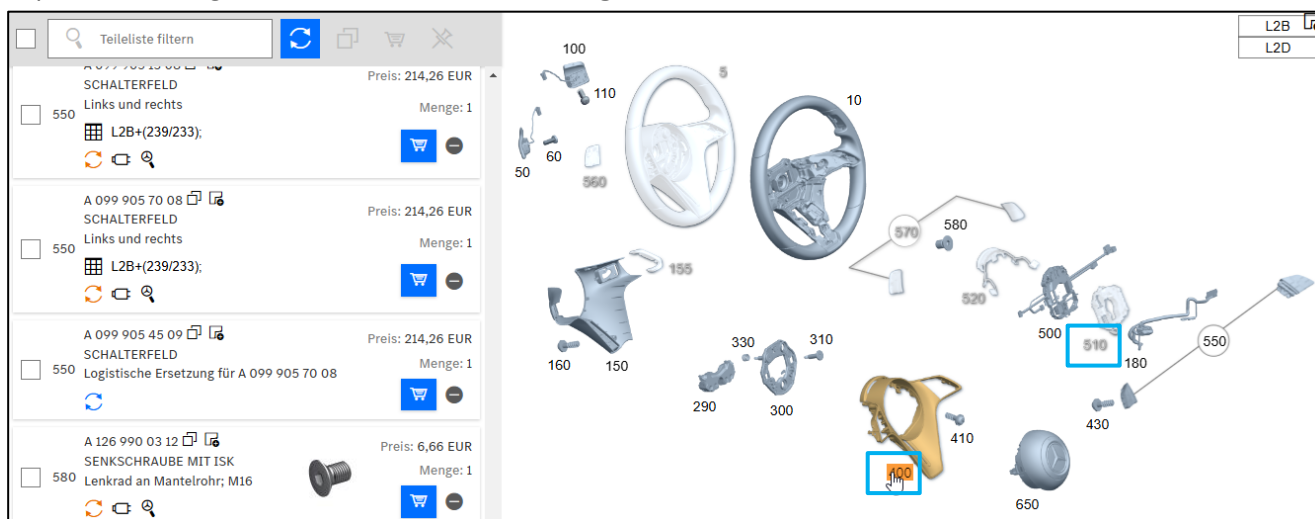 Teileliste filtern
SCHALTERFELD
Links und rechts
L2B+(239/233);
550
Preis: 214,26 EUR
Menge: 1
A 099 905 70 08
SCHALTERFELD
Links und rechts
L2B+(239/233);
550
Preis: 214,26 EUR
Menge: 1
A 099 905 45 09
SCHALTERFELD
Logistische Ersetzung für A 099 905 70 08
550
Preis: 214,26 EUR
Menge: 1
A 126 990 03 12
SENKSCHRAUBE MIT ISK
Lenkrad an Mantelrohr; M16
580
Preis: 6,66 EUR
Menge: 1
L2B
L2D
100
110
5
10
50
60
560
570
580
155
520
500
510
180
550
160
150
330
310
290
300
410
430
400
650